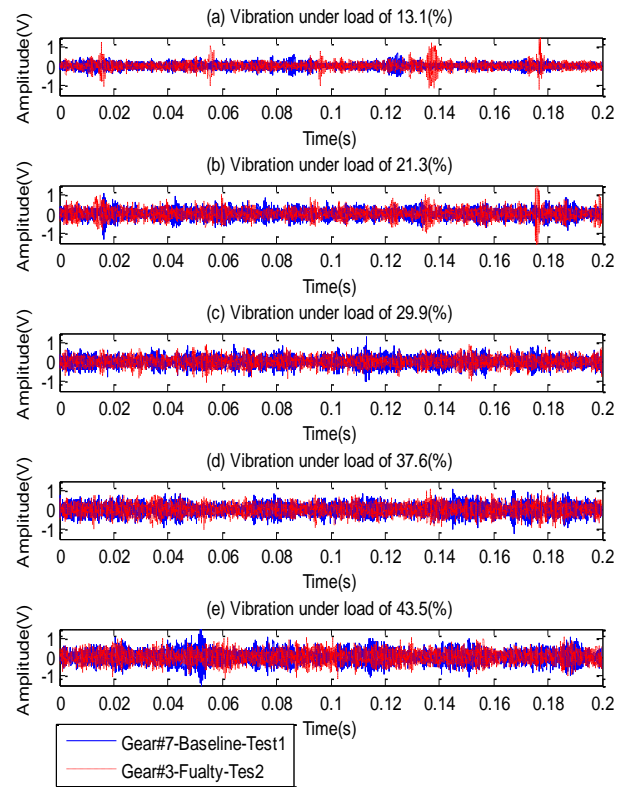 (a) Vibration under load of 13.1(%)
Amplitude(V)
1
0
-1
0 0.02 0.04 0.06 0.08 0.1 0.12 0.14 0.16 0.18 0.2
Time(s)
(b) Vibration under load of 21.3(%)
Amplitude(V)
1
0
-1
0 0.02 0.04 0.06 0.08 0.1 0.12 0.14 0.16 0.18 0.2
Time(s)
(c) Vibration under load of 29.9(%)
Amplitude(V)
1
0
-1
0 0.02 0.04 0.06 0.08 0.1 0.12 0.14 0.16 0.18 0.2
Time(s)
(d) Vibration under load of 37.6(%)
Amplitude(V)
1
0
-1
0 0.02 0.04 0.06 0.08 0.1 0.12 0.14 0.16 0.18 0.2
Time(s)
(e) Vibration under load of 43.5(%)
Amplitude(V)
1
0
-1
0 0.02 0.04 0.06 0.08 0.1 0.12 0.14 0.16 0.18 0.2
Time(s)
Gear#7-Baseline-Test1
Gear#3-Fualty-Tes2